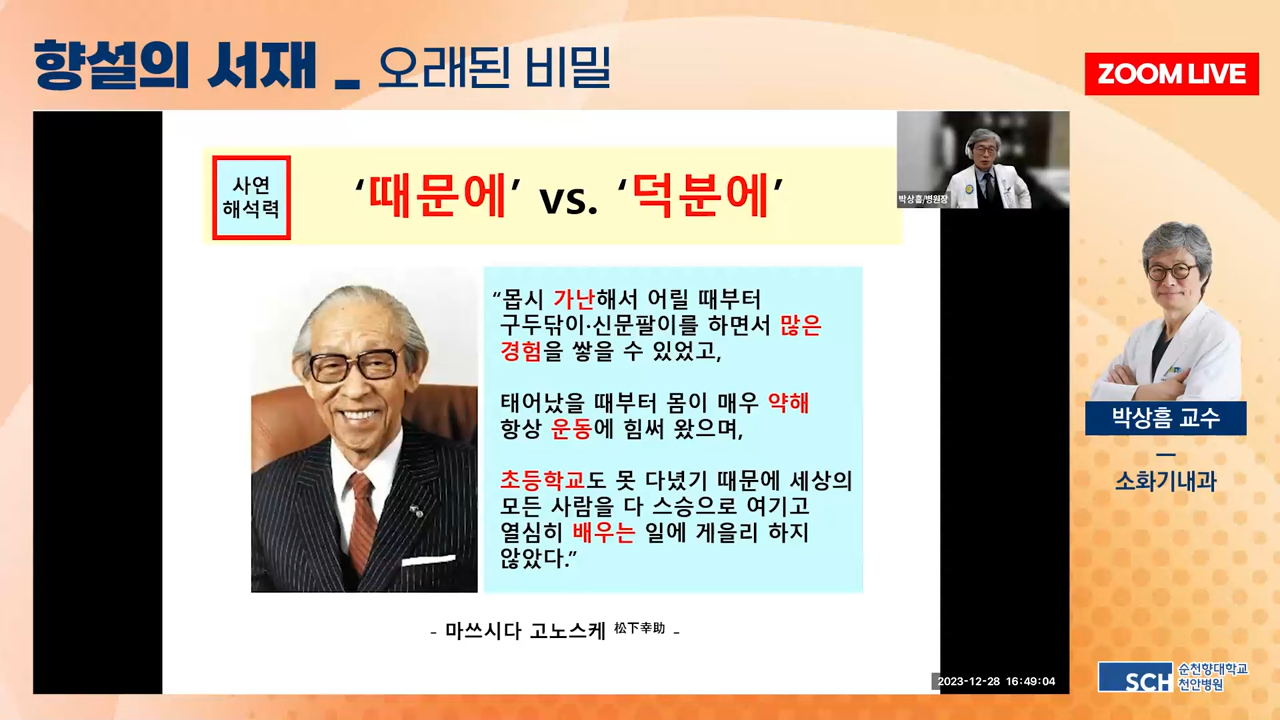 향설의 서재 _ 오래된 비밀
ZOOM LIVE
사연
해석력
‘때문에’ vs. ‘덕분에’
박상흠/병원장
“몹시 가난해서 어릴 때부터
구두닦이·신문팔이를 하면서 많은
경험을 쌓을 수 있었고,
태어났을 때부터 몸이 매우 약해
항상 운동에 힘써 왔으며,
초등학교도 못 다녔기 때문에 세상의
모든 사람을 다 스승으로 여기고
열심히 배우는 일에 게을리 하지
않았다.”
- 마쓰시다 고노스케 松下幸助 -
박상흠 교수
소화기내과
2023-12-28 16:49:04
SCH 순천향대학교
천안병원